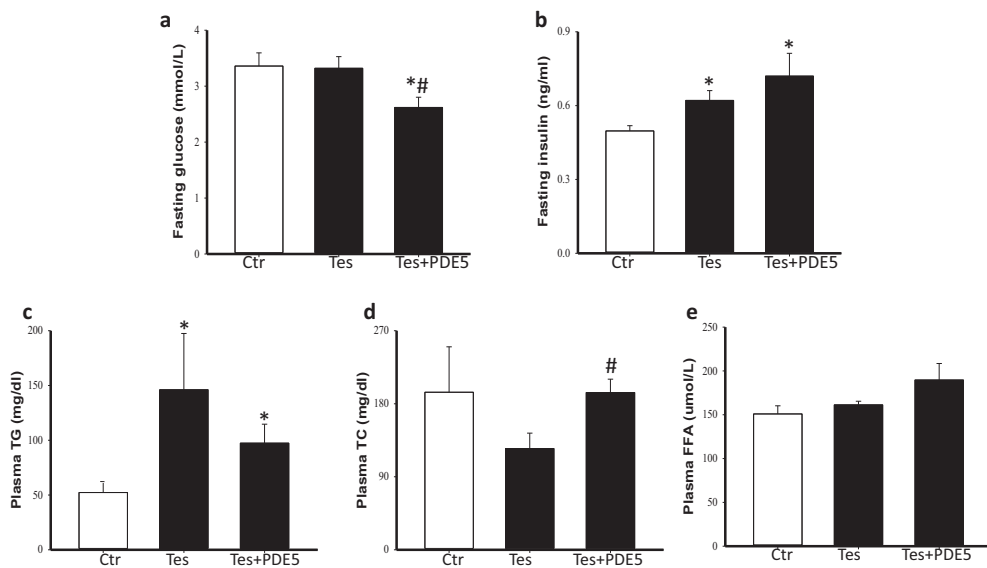 a
Fasting glucose (mmol/L)
4
3
2
1
0
*#
Ctr
Tes
Tes+PDE5
b
Fasting insulin (ng/ml)
0.9
0.6
0.3
0.0
*
*
Ctr
Tes
Tes+PDE5
c
Plasma TG (mg/dl)
200
150
100
50
0
*
*
Ctr
Tes
Tes+PDE5
d
Plasma TC (mg/dl)
270
180
90
0
#
Ctr
Tes
Tes+PDE5
e
Plasma FFA (umol/L)
250
200
150
100
50
0
Ctr
Tes
Tes+PDE5